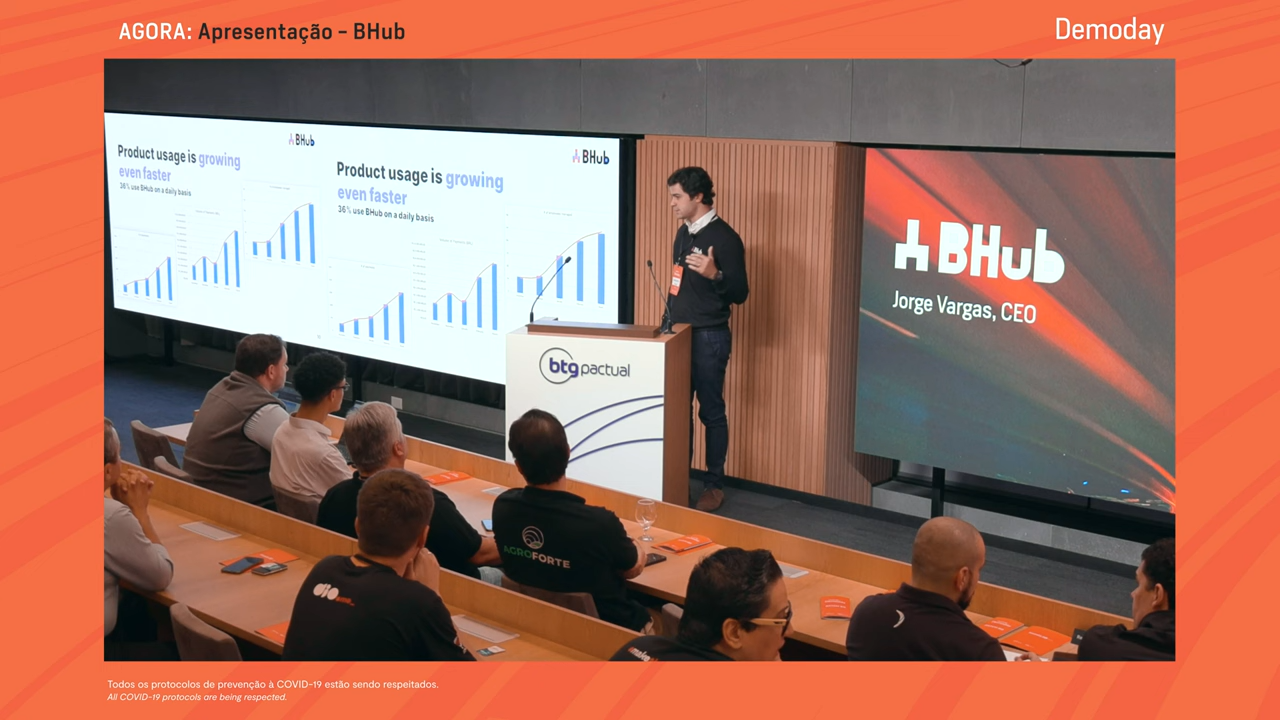 AGORA: Apresentação - BHub
Demoday
BHub
Product usage is growing
even faster
36% use BHub on a daily basis
BHub
Product usage is growing
even faster
36% use BHub on a daily basis
BHub
Jorge Vargas, CEO
btg pactual
AGROFORTE
Todos os protocolos de prevenção à COVID-19 estão sendo respeitados.
All COVID-19 protocols are being respected.